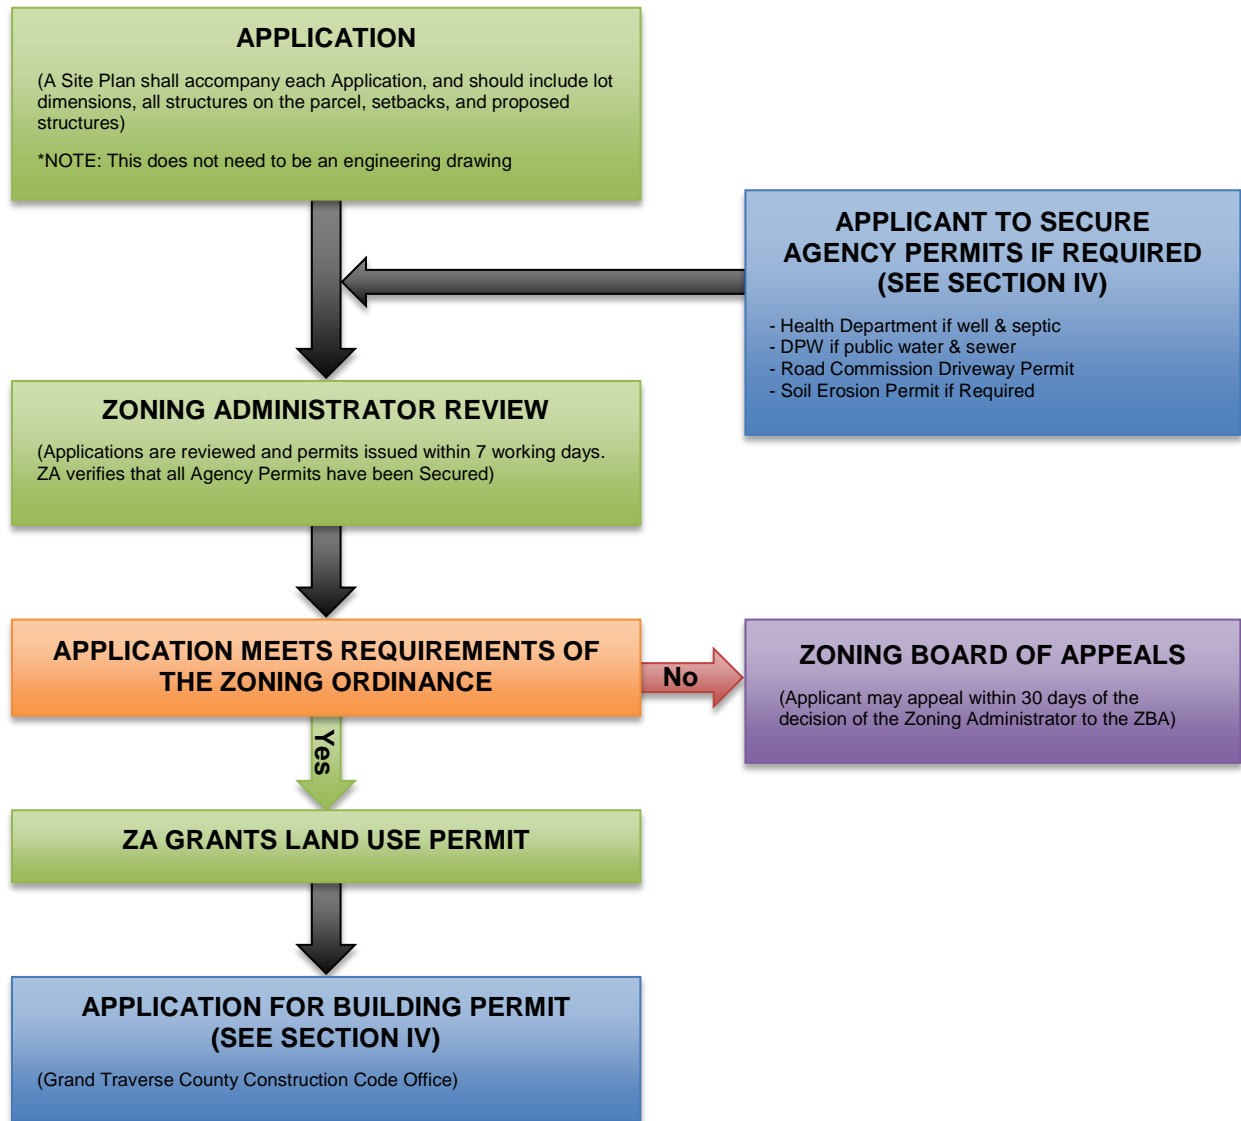 APPLICATION
(A Site Plan shall accompany each Application, and should include lot
dimensions, all structures on the parcel, setbacks, and proposed
structures)
*NOTE: This does not need to be an engineering drawing
APPLICANT TO SECURE
AGENCY PERMITS IF REQUIRED
(SEE SECTION IV)
- Health Department if well & septic
- DPW if public water & sewer
- Road Commission Driveway Permit
- Soil Erosion Permit if Required
ZONING ADMINISTRATOR REVIEW
(Applications are reviewed and permits issued within 7 working days.
ZA verifies that all Agency Permits have been Secured)
APPLICATION MEETS REQUIREMENTS OF
THE ZONING ORDINANCE
No
ZONING BOARD OF APPEALS
(Applicant may appeal within 30 days of the
decision of the Zoning Administrator to the ZBA)
Yes
ZA GRANTS LAND USE PERMIT
APPLICATION FOR BUILDING PERMIT
(SEE SECTION IV)
(Grand Traverse County Construction Code Office)